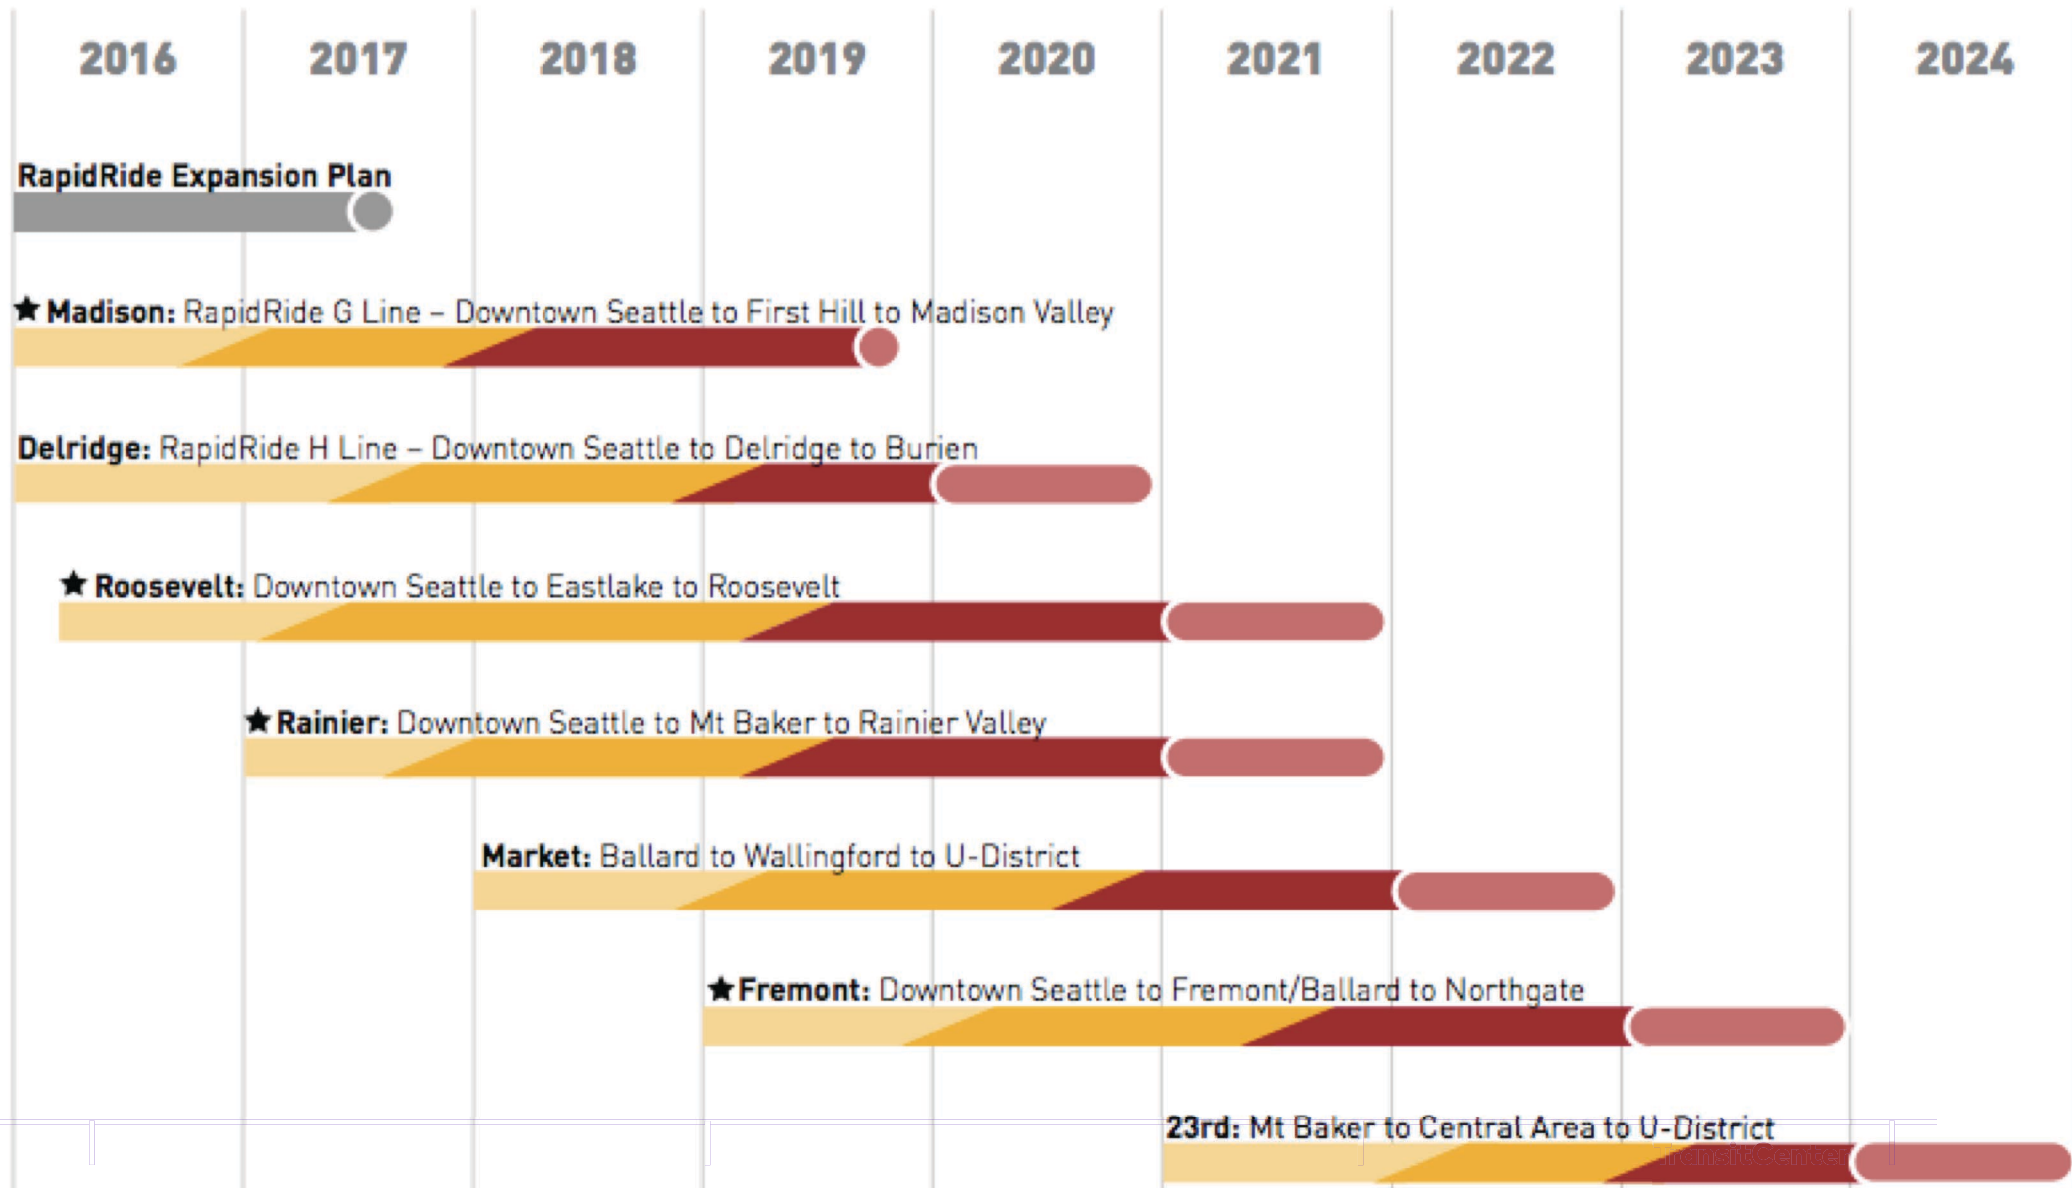 2016 2017 2018 2019 2020 2021 2022 2023 2024
RapidRide Expansion Plan
★ Madison: RapidRide G Line – Downtown Seattle to First Hill to Madison Valley
Delridge: RapidRide H Line – Downtown Seattle to Delridge to Burien
★ Roosevelt: Downtown Seattle to Eastlake to Roosevelt
★ Rainier: Downtown Seattle to Mt Baker to Rainier Valley
Market: Ballard to Wallingford to U-District
★ Fremont: Downtown Seattle to Fremont/Ballard to Northgate
23rd: Mt Baker to Central Area to U-District
TransitCenter